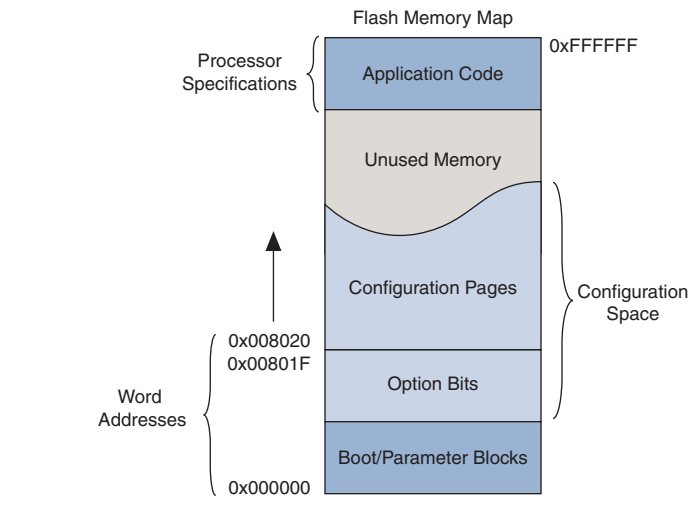 Flash Memory Map
0xFFFFFF
Processor
Specifications
Application Code
Unused Memory
Configuration Pages
Configuration
Space
0x008020
0x00801F
Option Bits
Word
Addresses
Boot/Parameter Blocks
0x000000